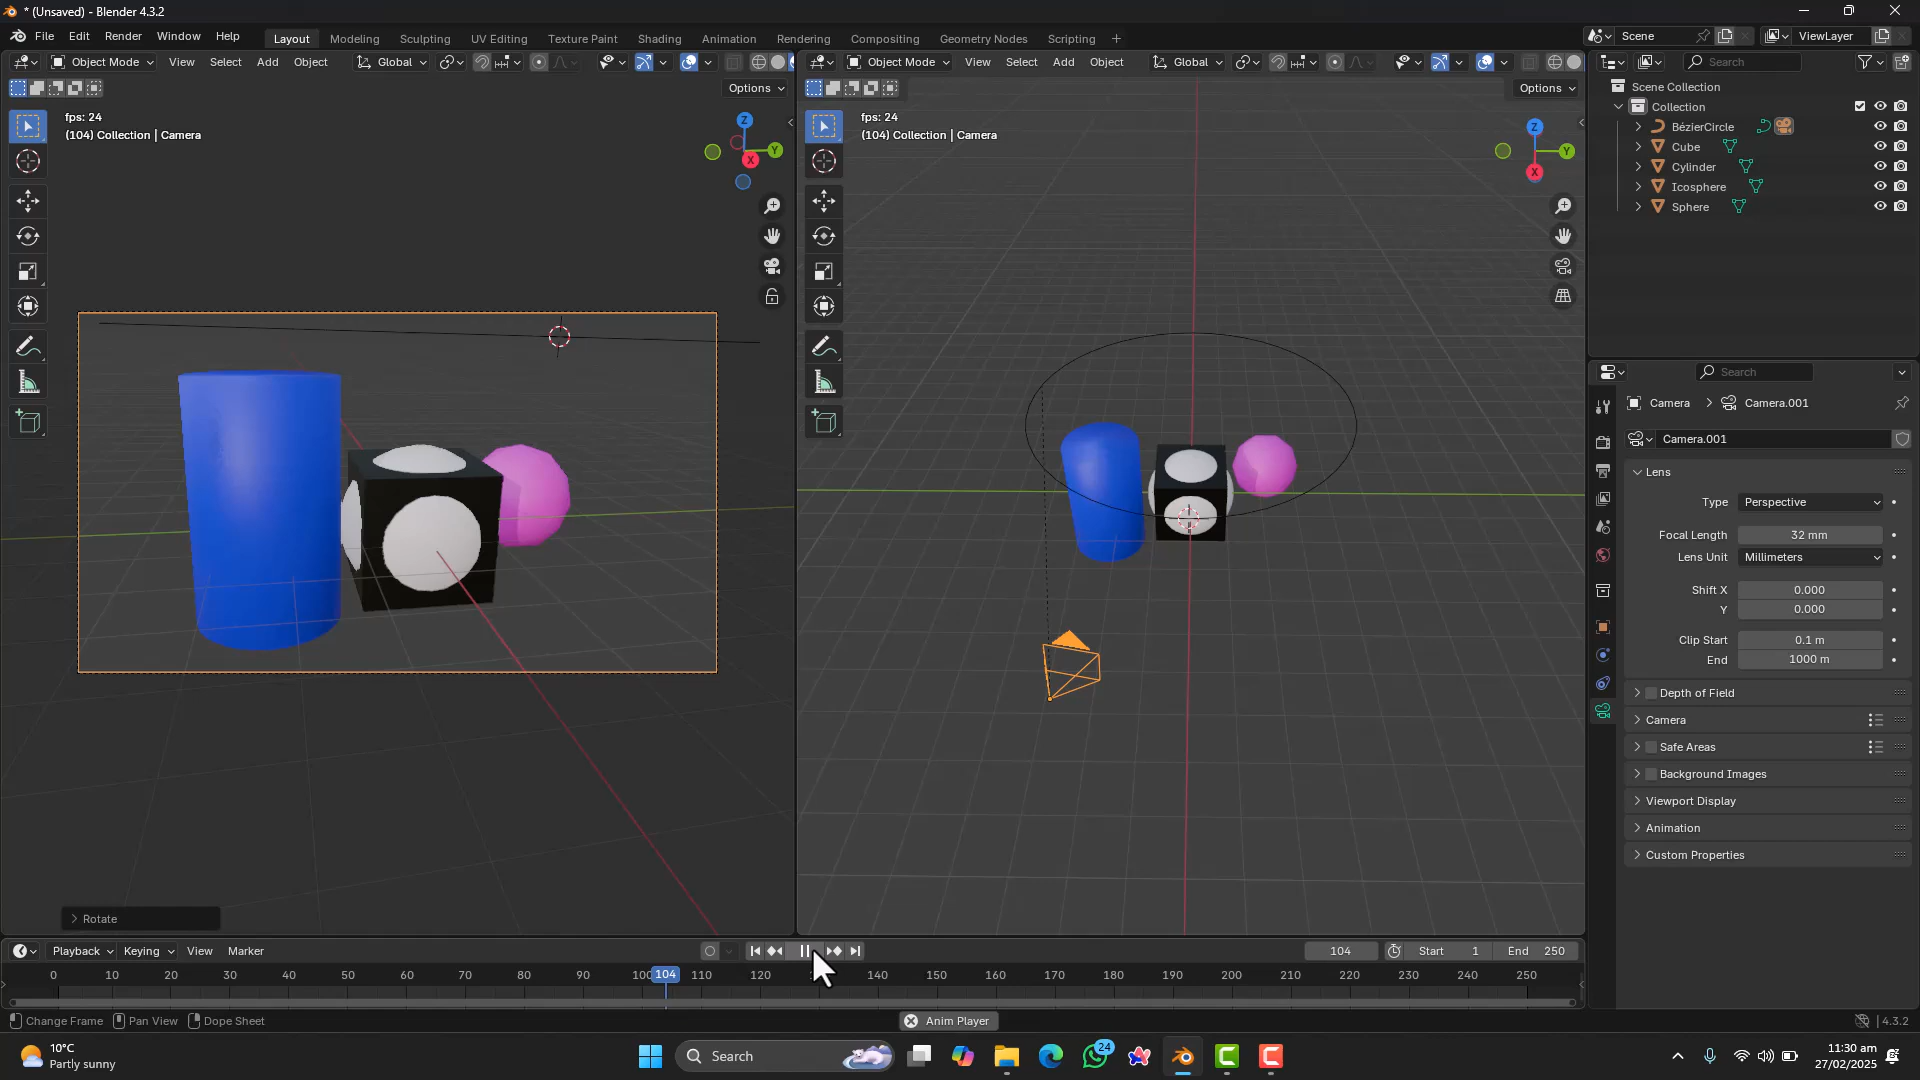 * (Unsaved) - Blender 4.3.2
File Edit Render Window Help Layout Modeling Sculpting UV Editing Texture Paint Shading Animation Rendering Compositing Geometry Nodes Scripting + Scene ViewLayer
Object Mode View Select Add Object Global
Object Mode View Select Add Object Global
Search
Options
Options
Scene Collection
Collection
BézierCircle
Cube
Cylinder
Icosphere
Sphere
fps: 24
(104) Collection | Camera
Z
Y
X
fps: 24
(104) Collection | Camera
Z
Y
X
Search
Camera > Camera.001
Camera.001
Lens
Type Perspective
Focal Length 32 mm
Lens Unit Millimeters
Shift X 0.000
Y 0.000
Clip Start 0.1 m
End 1000 m
Depth of Field
Camera
Safe Areas
Background Images
Viewport Display
Animation
Custom Properties
Rotate
Playback Keying View Marker 104 Start 1 End 250
0 10 20 30 40 50 60 70 80 90 100 104 110 120 140 150 160 170 180 190 200 210 220 230 240 250
Change Frame Pan View Dope Sheet Anim Player 4.3.2
10°C
Partly sunny
Search
24
11:30 am
27/02/2025